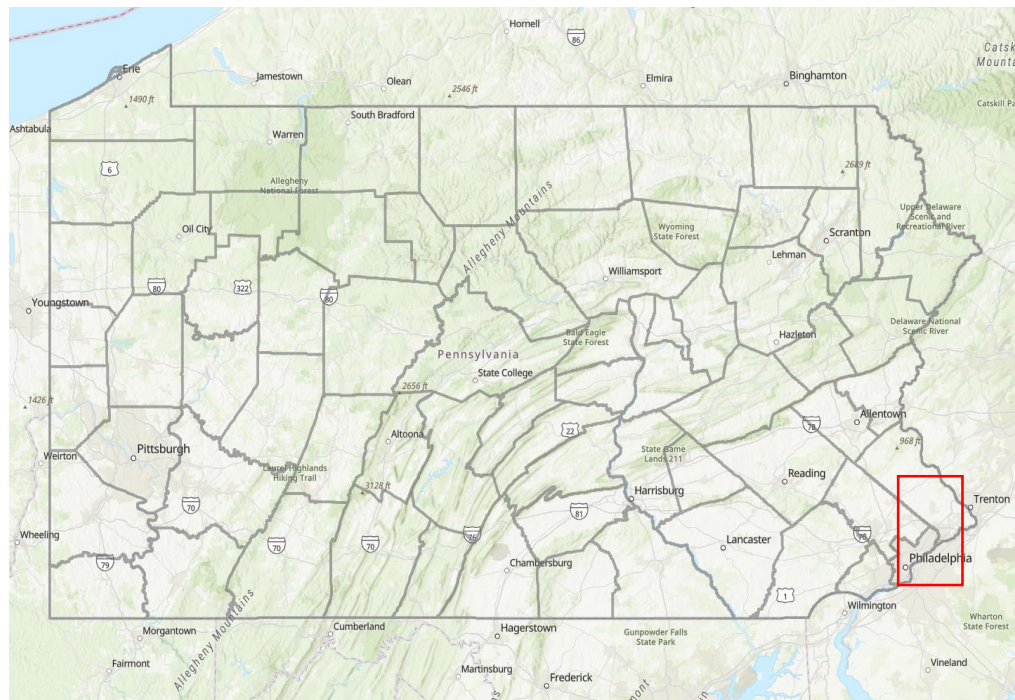 Hornell
86
Catsk
Mounta
Erie
Jamestown
Olean
2546 ft
Elmira
Binghamton
1490 ft
Catskill Pa
Ashtabula
South Bradford
Warren
6
2689 ft
Allegheny
National Forest
Allegheny Mountains
Upper Delaware
Scenic and
Recreational River
Oil City
Wyoming
State Forest
Scranton
Lehman
Williamsport
80
322
80
Youngstown
Delaware National
Scenic River
Bald Eagle
State Forest
Hazleton
Pennsylvania
State College
2656 ft
1426 ft
Allentown
78
22
Altoona
968 ft
Pittsburgh
State Game
Lands 211
Weirton
Laurel Highlands
Hiking Trail
Reading
3128 ft
Harrisburg
Trenton
70
81
Wheeling
70
70
76
76
Lancaster
Philadelphia
79
Chambersburg
1
Wilmington
Allegheny Mountains
Morgantown
Cumberland
Hagerstown
Gunpowder Falls
State Park
Wharton
State Forest
Fairmont
Martinsburg
Frederick
Vineland